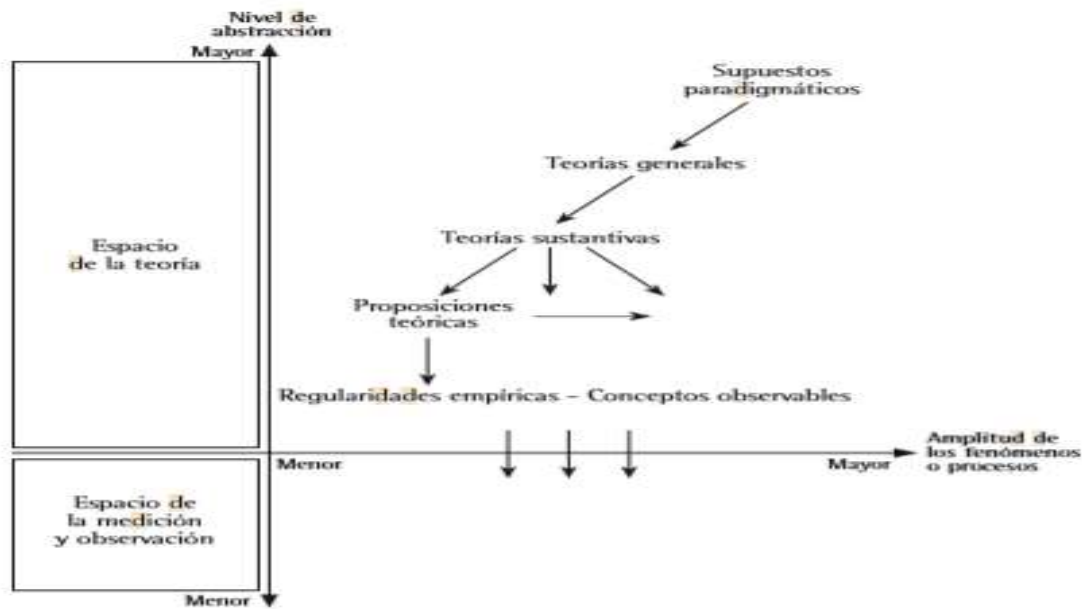 Nivel de
abstracción
Mayor
Supuestos
paradigmáticos
Teorías generales
Espacio
de la teoría
Teorías sustantivas
Proposiciones
teóricas
Regularidades empíricas – Conceptos observables
Menor
Mayor
Amplitud de
los fenómenos
o procesos
Espacio de
la medición
y observación
Menor